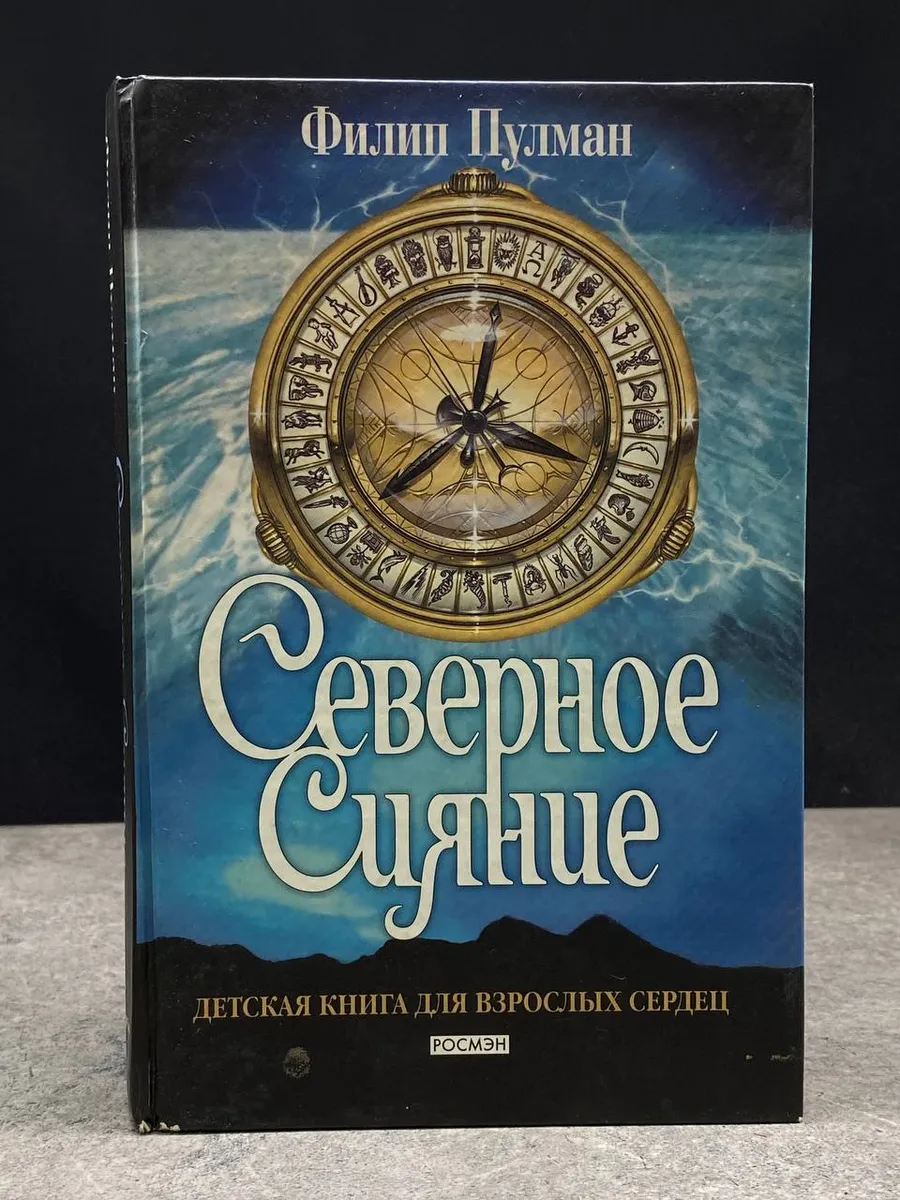 Филип Пулман
Северное
Сияние
ДЕТСКАЯ КНИГА ДЛЯ ВЗРОСЛЫХ СЕРДЕЦ
РОСМЭН